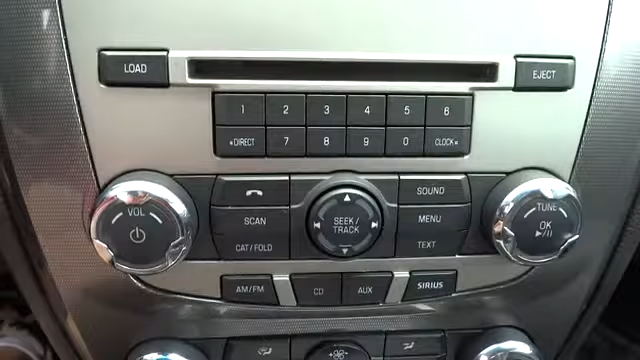 LOAD
EJECT
1 2 3 4 5 6
*DIRECT 7 8 9 0 CLOCK
VOL
SOUND
TUNE
SCAN
SEEK/
TRACK
MENU
OK
CAT/FOLD
TEXT
AM/FM
CD
AUX
SIRIUS